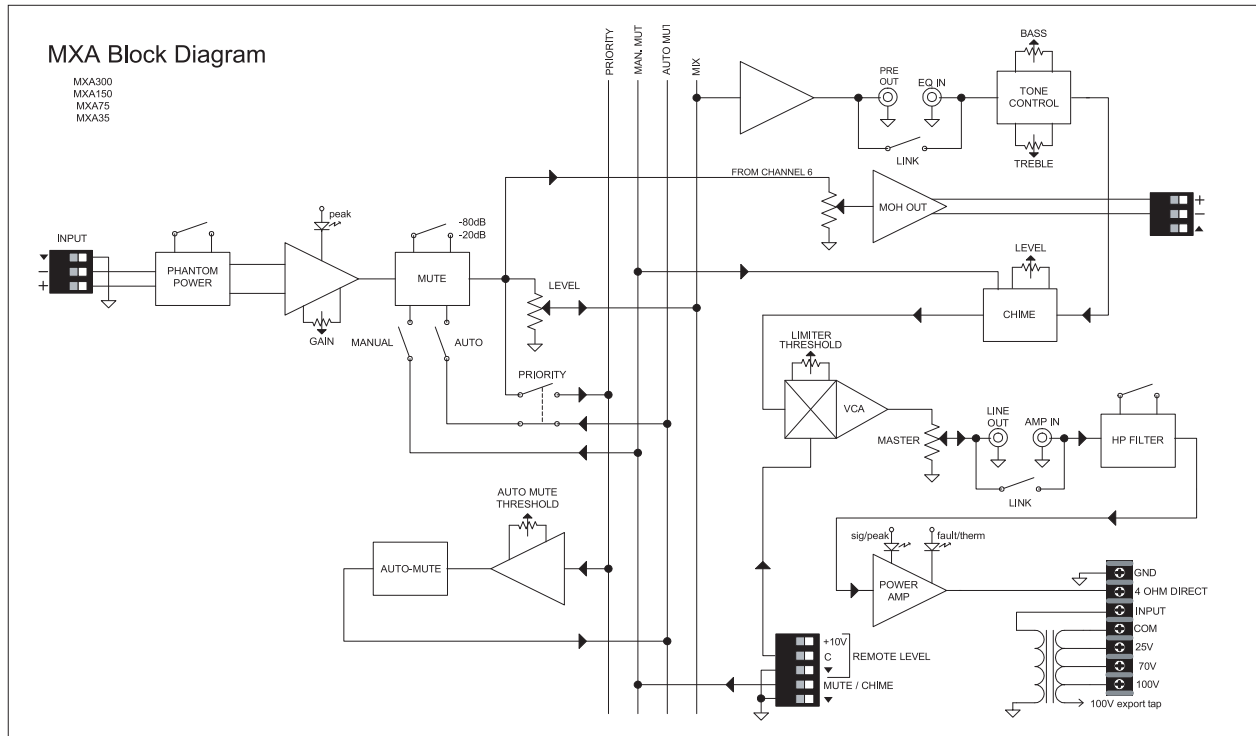 MXA Block Diagram
MXA300
MXA150
MXA75
MXA35
PRIORITY
MAN. MUT
AUTO MUT
MIX
PRE
OUT
EQ IN
LINK
BASS
TONE
CONTROL
TREBLE
FROM CHANNEL 6
MOH OUT
+
−
INPUT
−
+
PHANTOM
POWER
peak
GAIN
-80dB
-20dB
MUTE
MANUAL
AUTO
LEVEL
PRIORITY
LEVEL
CHIME
LIMITER
THRESHOLD
VCA
MASTER
LINE
OUT
AMP IN
LINK
HP FILTER
AUTO MUTE
THRESHOLD
AUTO-MUTE
sig/peak
fault/therm
POWER
AMP
+10V
C
REMOTE LEVEL
MUTE / CHIME
GND
4 OHM DIRECT
INPUT
COM
25V
70V
100V
100V export tap